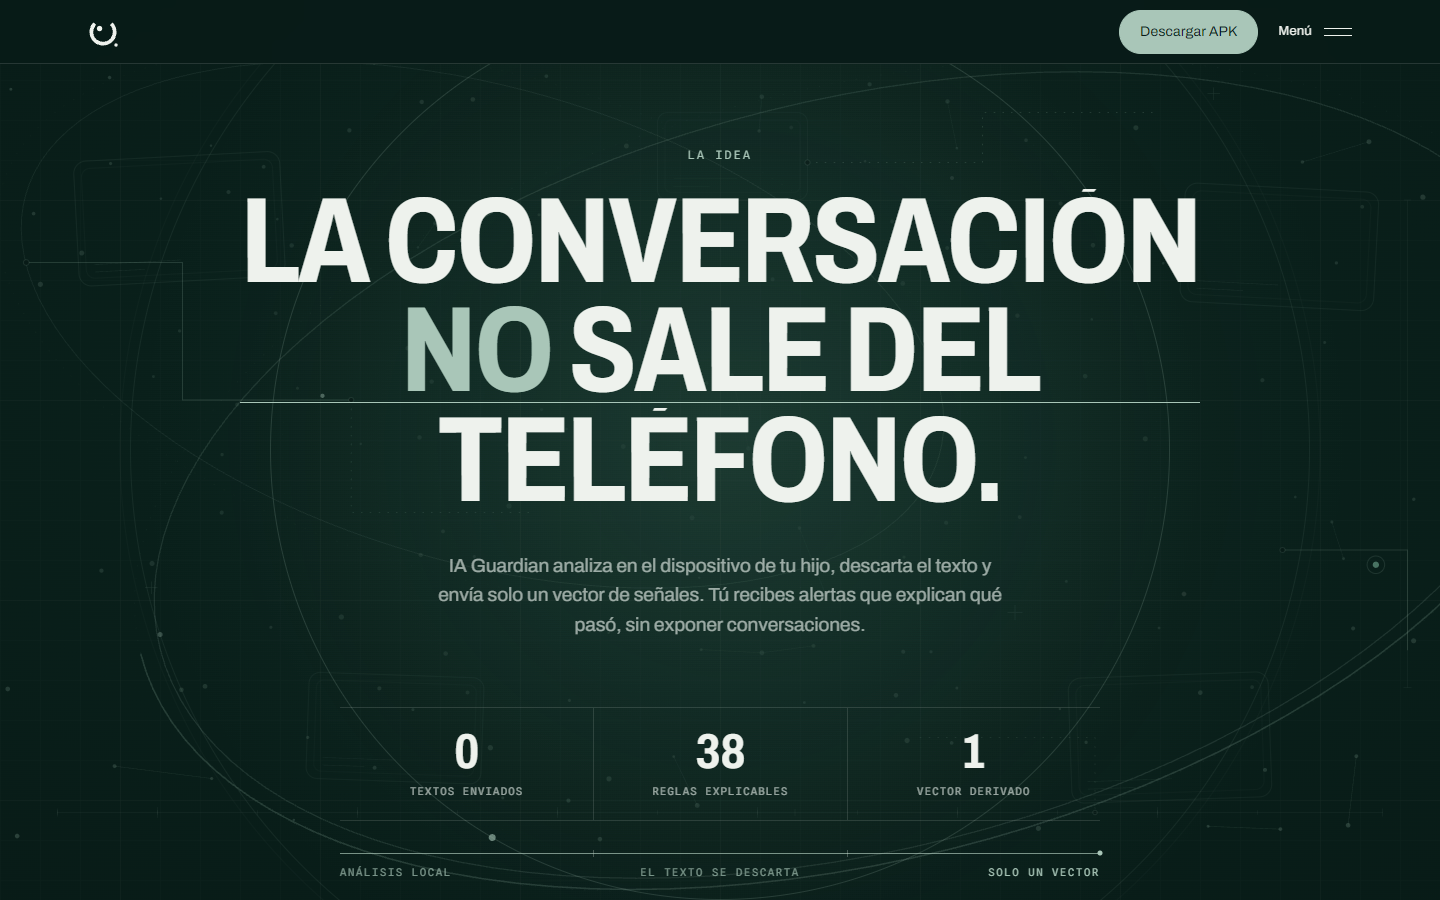 Descargar APK
Menú
LA IDEA
LA CONVERSACIÓN
NO SALE DEL
TELÉFONO.
IA Guardian analiza en el dispositivo de tu hijo, descarta el texto y
envía solo un vector de señales. Tú recibes alertas que explican qué
pasó, sin exponer conversaciones.
0
TEXTOS ENVIADOS
38
REGLAS EXPLICABLES
1
VECTOR DERIVADO
ANÁLISIS LOCAL
EL TEXTO SE DESCARTA
SOLO UN VECTOR